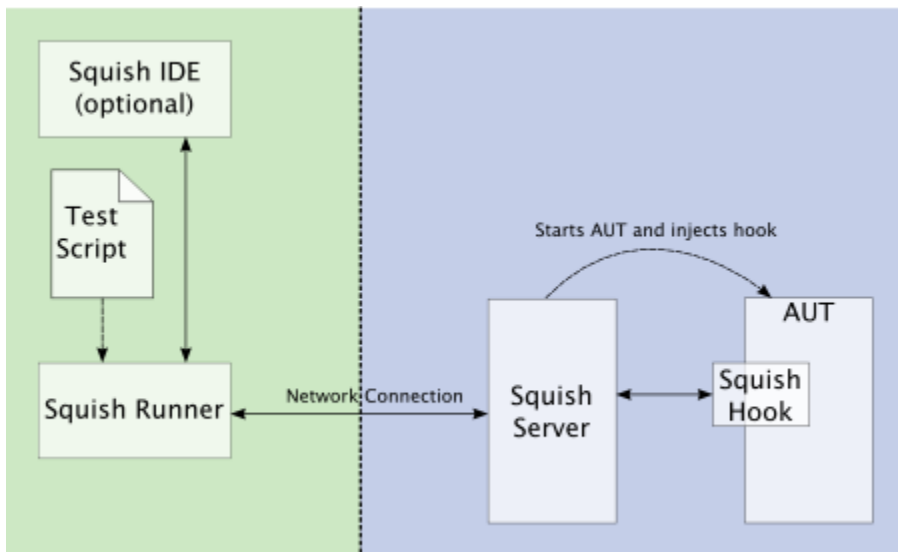 Squish IDE
(optional)
Test
Script
Squish Runner
Network Connection
Starts AUT and injects hook
Squish
Server
AUT
Squish
Hook